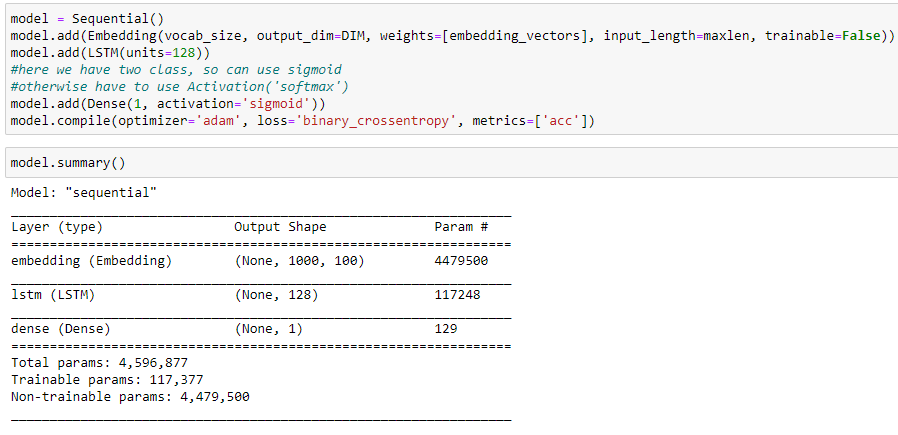 model = Sequential()
model.add(Embedding(vocab_size, output_dim=DIM, weights=[embedding_vectors], input_length=maxlen, trainable=False))
model.add(LSTM(units=128))
#here we have two class, so can use sigmoid
#otherwise have to use Activation('softmax')
model.add(Dense(1, activation='sigmoid'))
model.compile(optimizer='adam', loss='binary_crossentropy', metrics=['acc'])
model.summary()
Model: "sequential"
_________________________________________________________________
Layer (type)                 Output Shape              Param #
=================================================================
embedding (Embedding)        (None, 1000, 100)         4479500
_________________________________________________________________
lstm (LSTM)                  (None, 128)               117248
_________________________________________________________________
dense (Dense)                (None, 1)                 129
=================================================================
Total params: 4,596,877
Trainable params: 117,377
Non-trainable params: 4,479,500
_________________________________________________________________